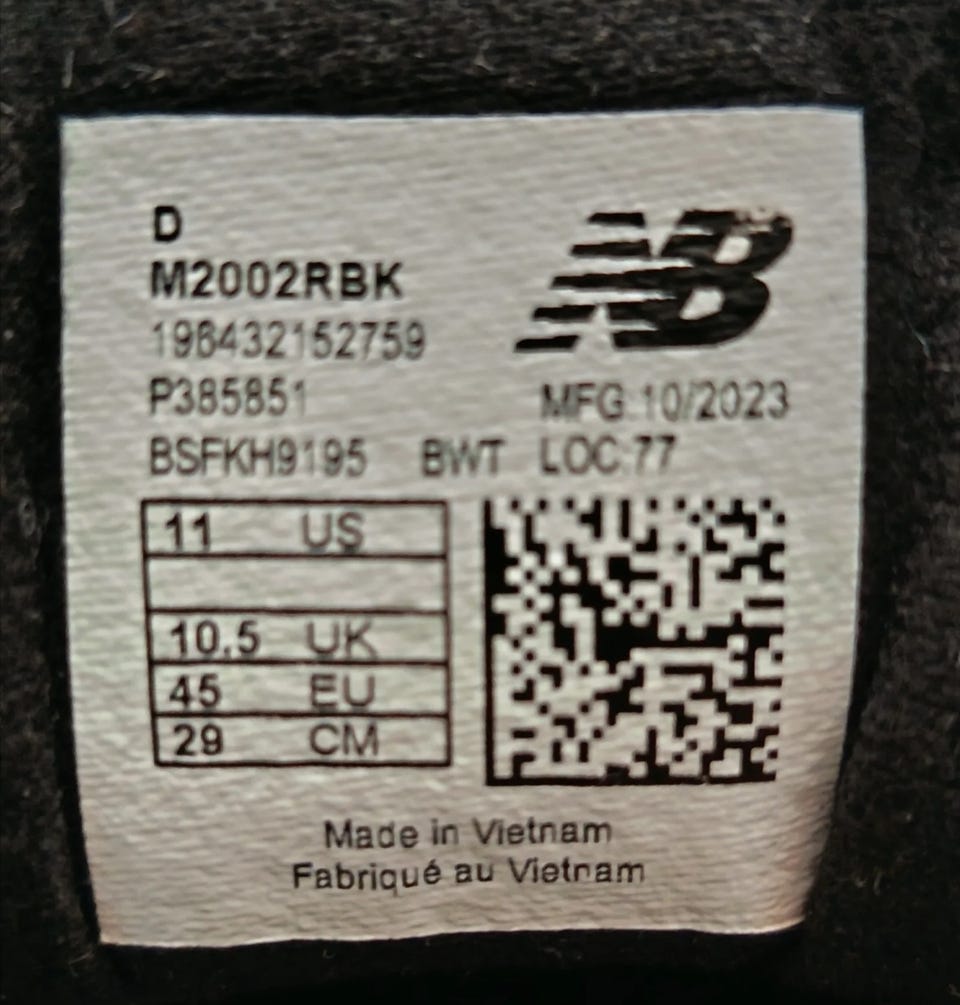 D
NB
M2002RBK
196432152759
P385851 MFG 10/2023
BSFKH9195 BWT LOC:77
11 US
10.5 UK
45 EU
29 CM
Made in Vietnam
Fabriqué au Vietnam